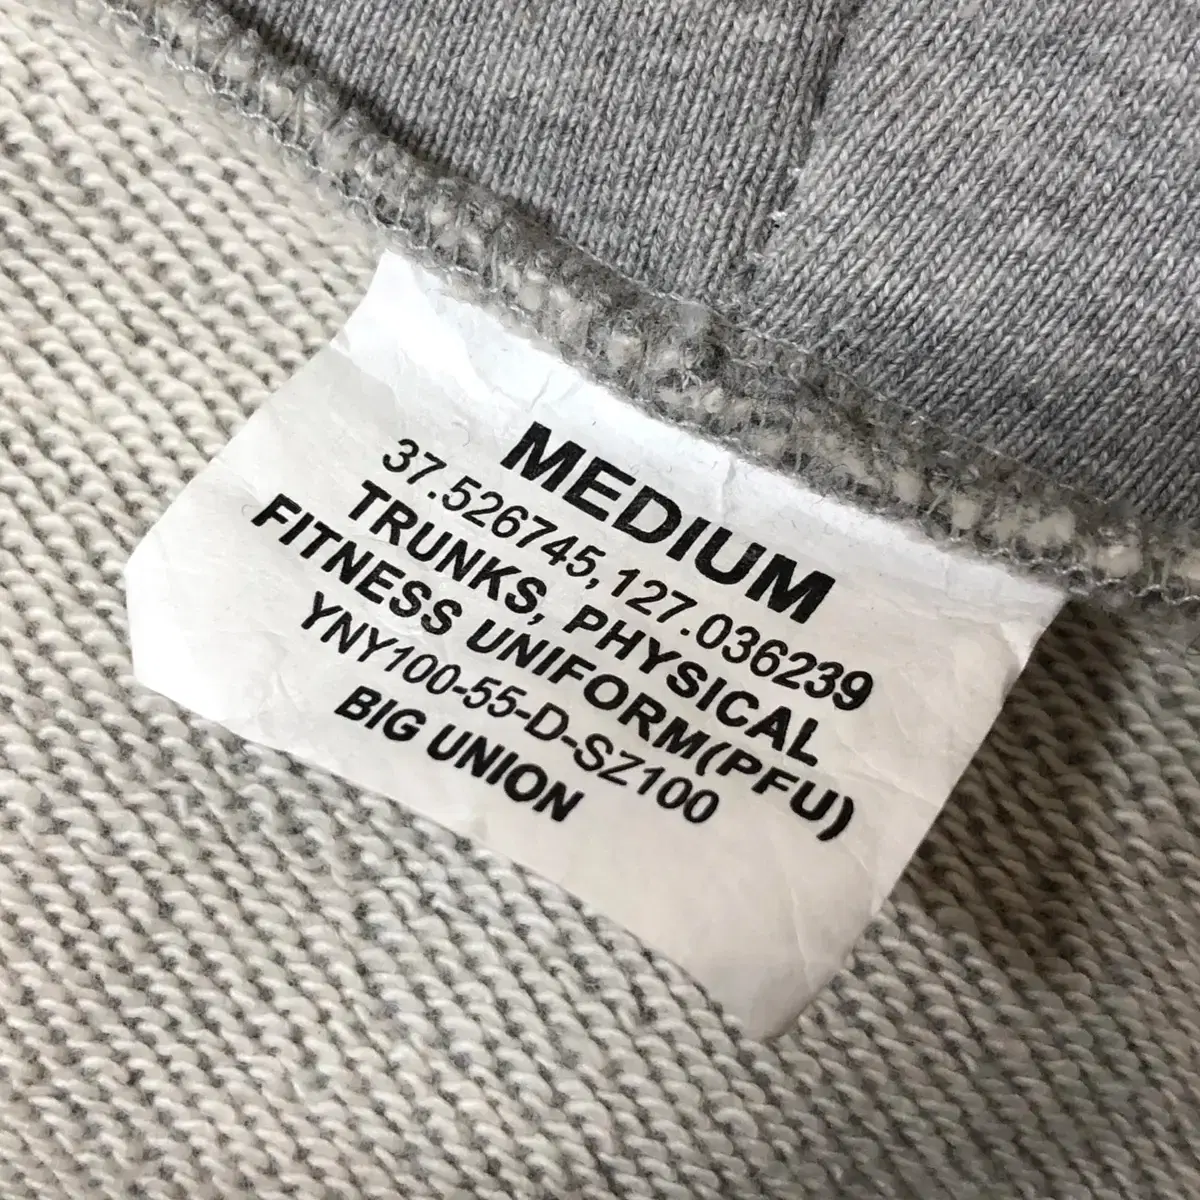 MEDIUM
37.526745,127.036239
TRUNKS, PHYSICAL
FITNESS UNIFORM(PFU)
YNY100-55-D-SZ100
BIG UNION